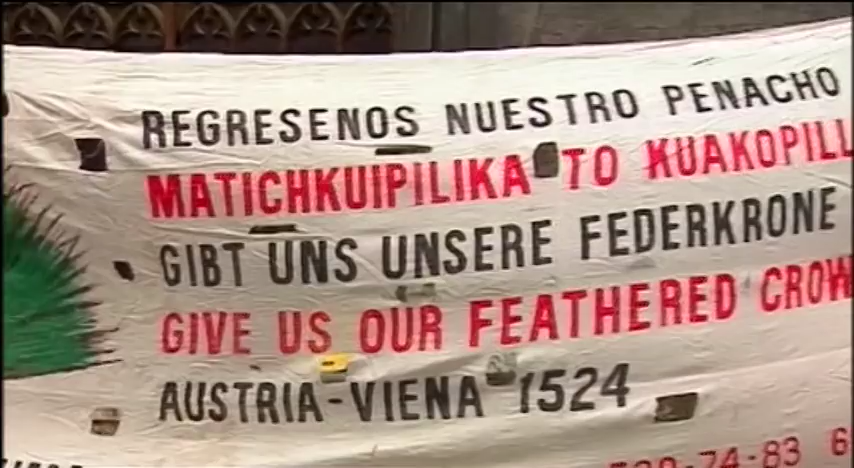 REGRESENOS NUESTRO PENACHO
MATICHKUIPILIKA TO KUAKOPILL
GIBT UNS UNSERE FEDERKRONE
GIVE US OUR FEATHERED CROW
AUSTRIA-VIENA 1524
-74-83 6